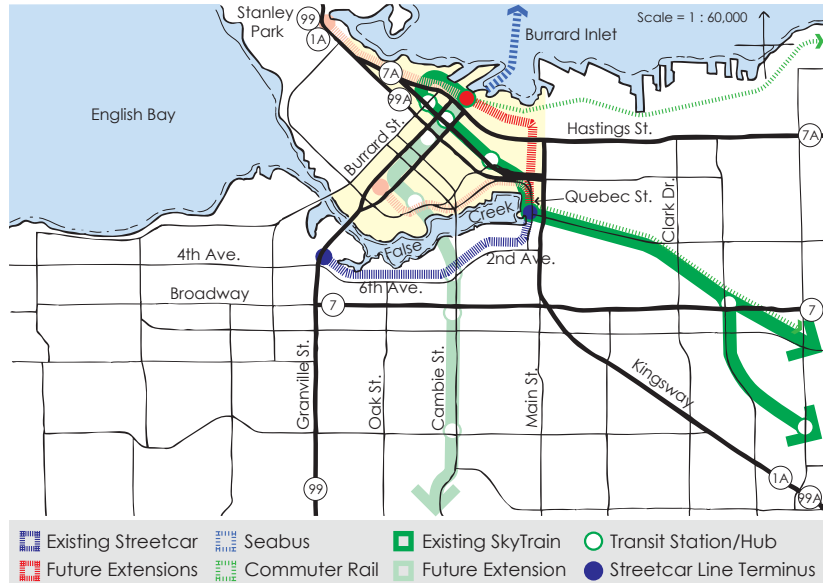 Stanley
Park
99
1A
Scale = 1 : 60,000
Burrard Inlet
7A
English Bay
99A
Hastings St.
7A
Burrard St.
Quebec St.
Clark Dr.
Creek
False
4th Ave.
2nd Ave.
6th Ave.
Broadway
7
7
Granville St.
Oak St.
Cambie St.
Main St.
Kingsway
99
1A
99A
Existing Streetcar
Seabus
Existing SkyTrain
Transit Station/Hub
Future Extensions
Commuter Rail
Future Extension
Streetcar Line Terminus